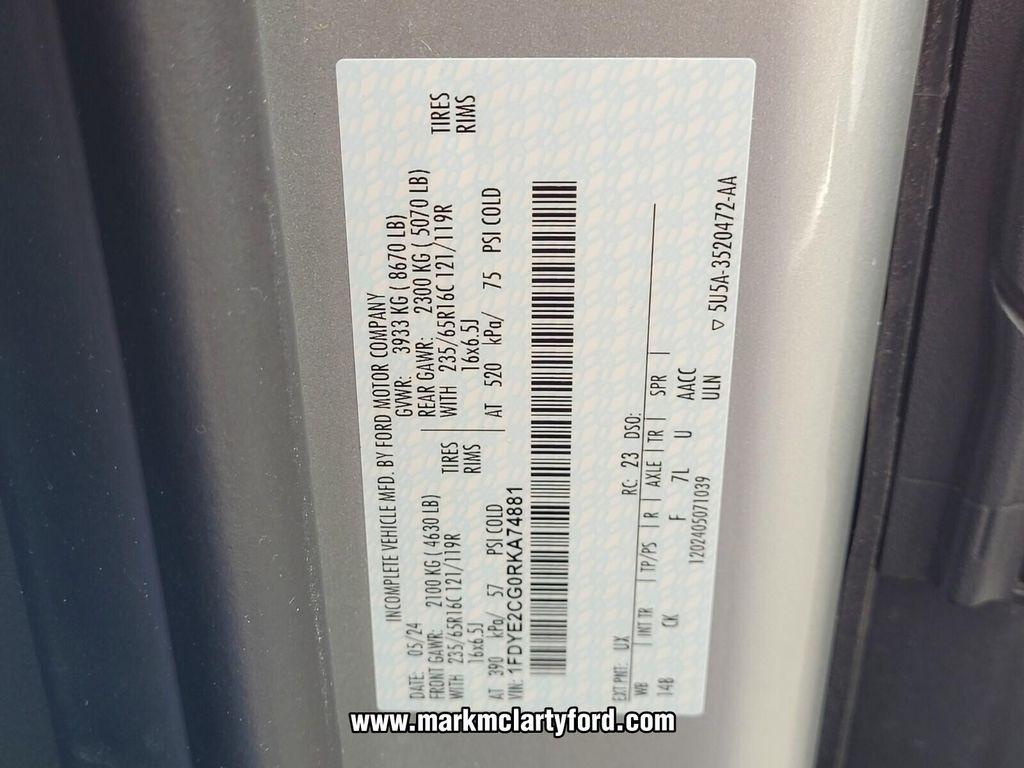 INCOMPLETE VEHICLE MFD. BY FORD MOTOR COMPANY
DATE: 05/24 GVWR: 3933 KG ( 8670 LB)
FRONT GAWR: 2100 KG ( 4630 LB) REAR GAWR: 2300 KG ( 5070 LB)
WITH 235/65R16C 121/119R TIRES WITH 235/65R16C 121/119R TIRES
16x6.5J RIMS 16x6.5J RIMS
AT 390 kPa/ 57 PSI COLD AT 520 kPa/ 75 PSI COLD
VIN: 1FDYE2CG0RKA74881
EXT PNT: UX RC: 23 DSO:
WB | INT TR | TP/PS | R | AXLE | TR | SPR |
14B CK F 7L U AACC
1202405071039 ULN
▽ 5U5A-3520472-AA
www.markmclartyford.com